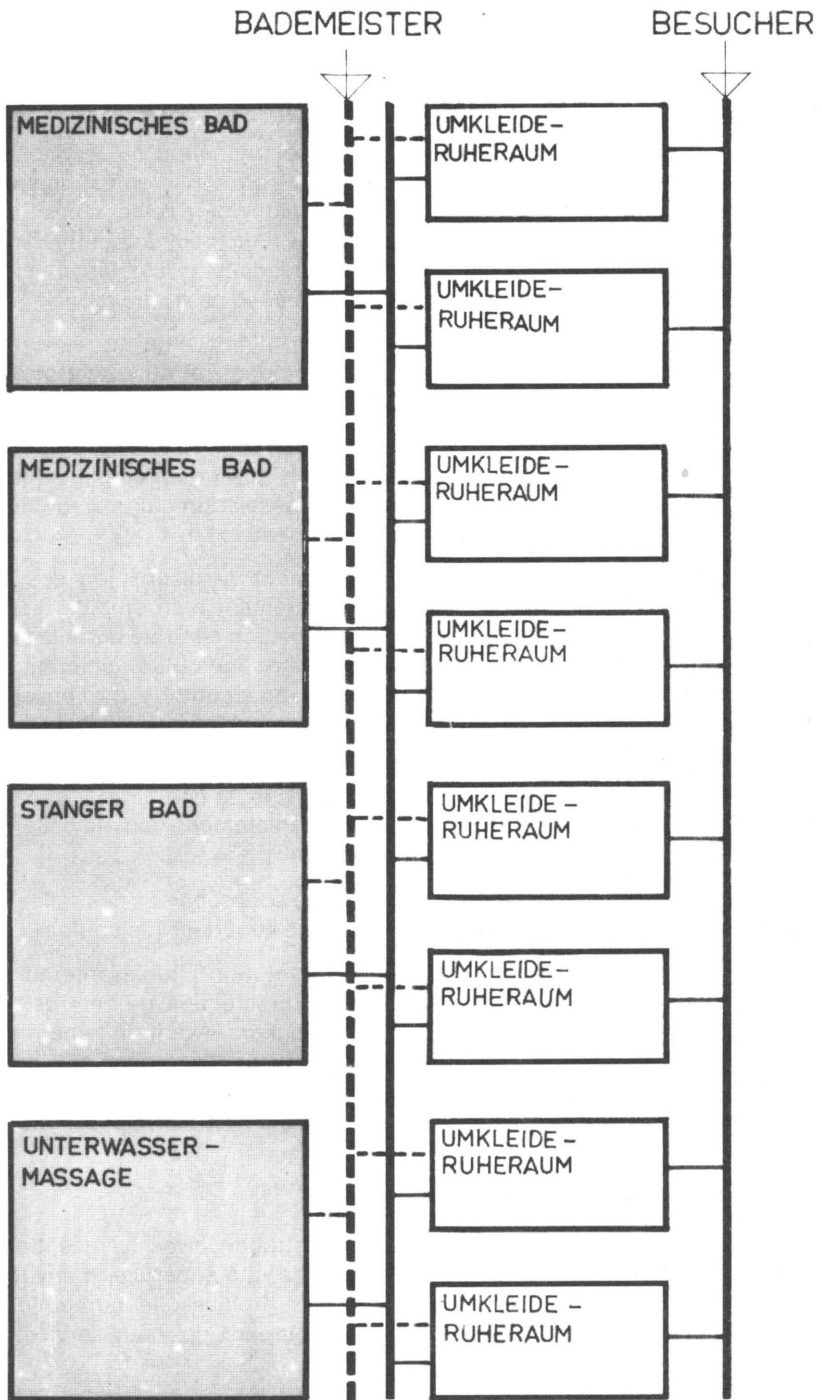 BADEMEISTER BESUCHER
MEDIZINISCHES BAD
UMKLEIDE-
RUHERAUM
UMKLEIDE-
RUHERAUM
MEDIZINISCHES BAD
UMKLEIDE-
RUHERAUM
UMKLEIDE-
RUHERAUM
STANGER BAD
UMKLEIDE-
RUHERAUM
UMKLEIDE-
RUHERAUM
UNTERWASSER-
MASSAGE
UMKLEIDE-
RUHERAUM
UMKLEIDE-
RUHERAUM